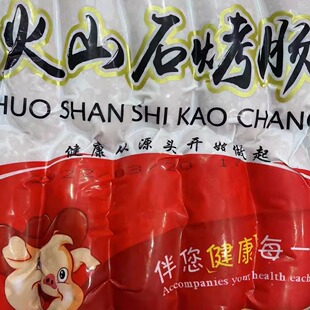 火山石烤肠
HUO SHAN SHI KAO CHANG
健康从源头开始做起
伴您健康每一
Accompanies your health each